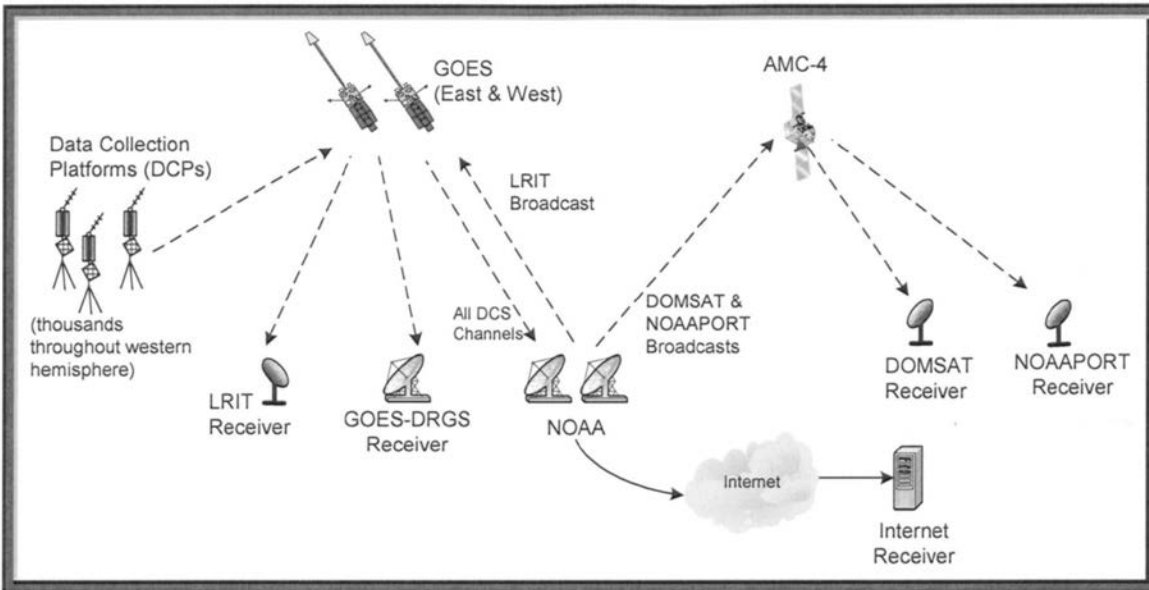 GOES
(East & West)
AMC-4
Data Collection
Platforms (DCPs)
LRIT
Broadcast
(thousands
throughout western
hemisphere)
All DCS
Channels
DOMSAT &
NOAAPORT
Broadcasts
LRIT
Receiver
GOES-DRGS
Receiver
NOAA
DOMSAT
Receiver
NOAAPORT
Receiver
Internet
Internet
Receiver